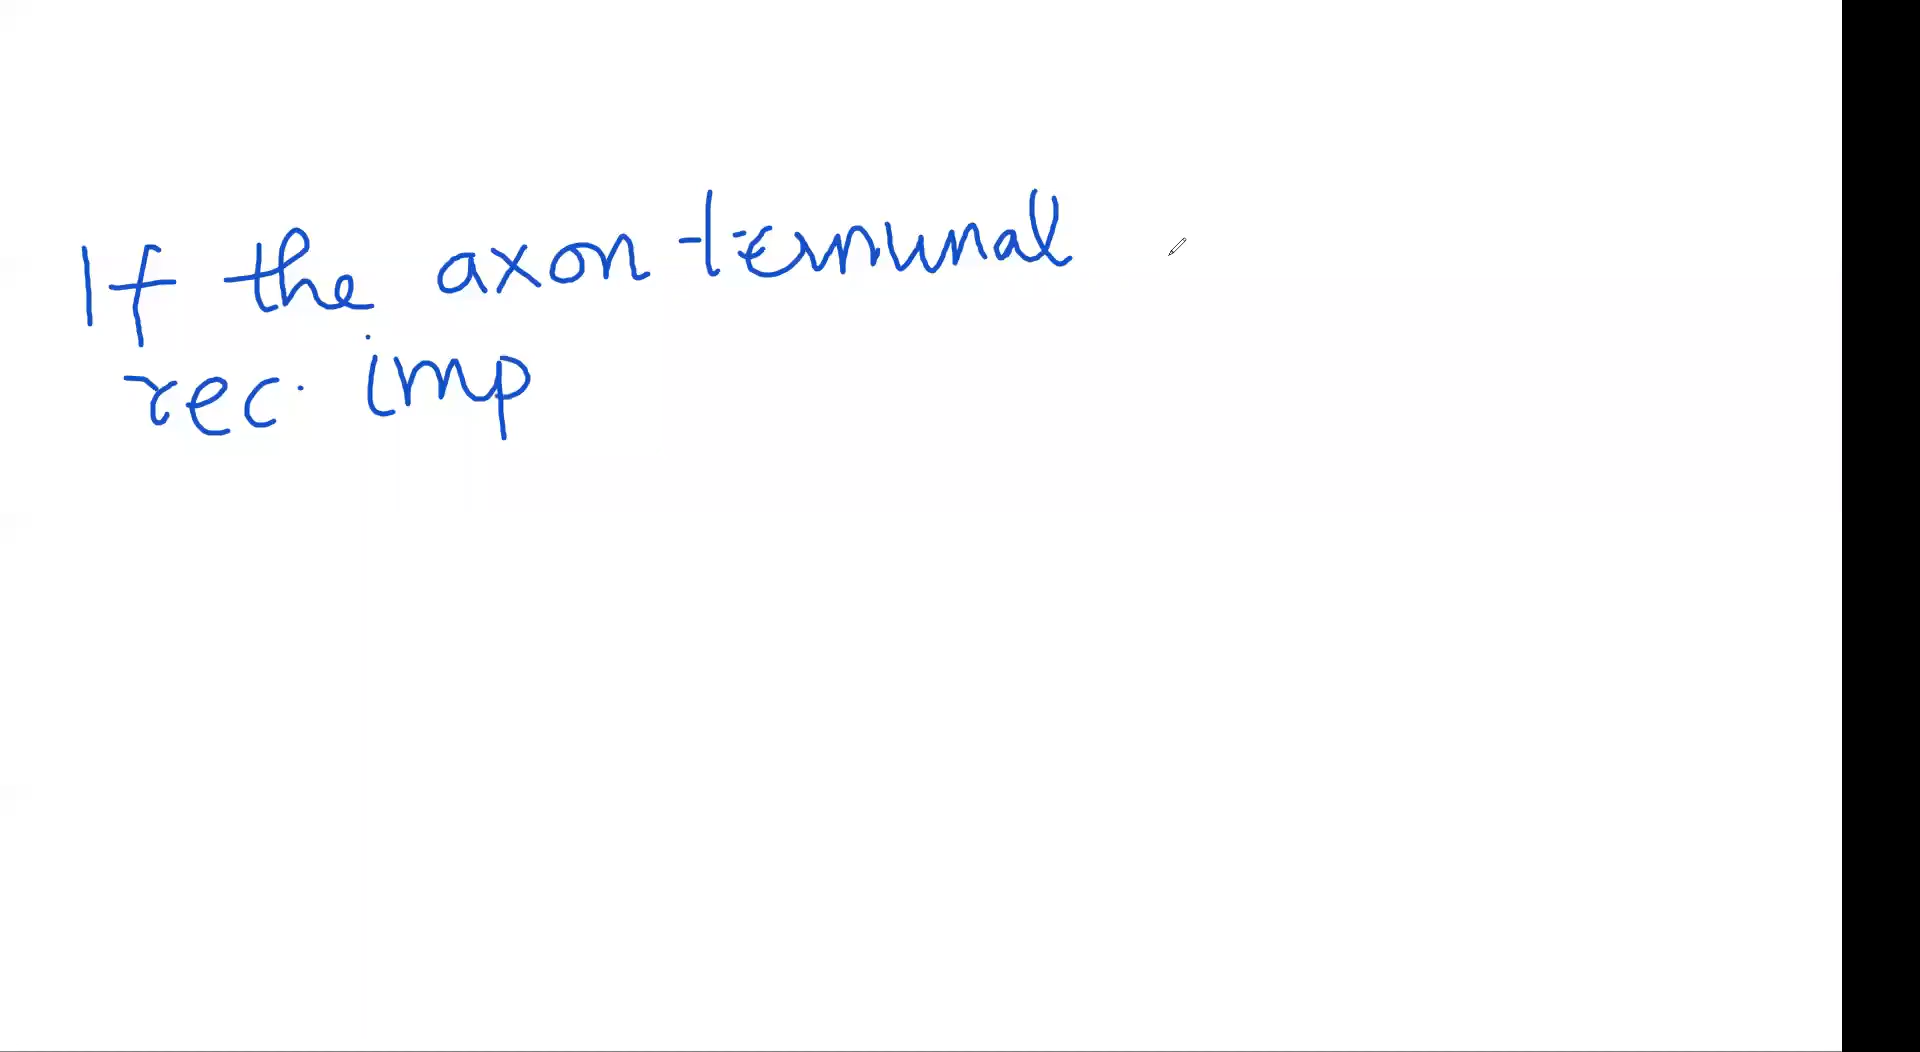 If the axon terminal
rec. imp